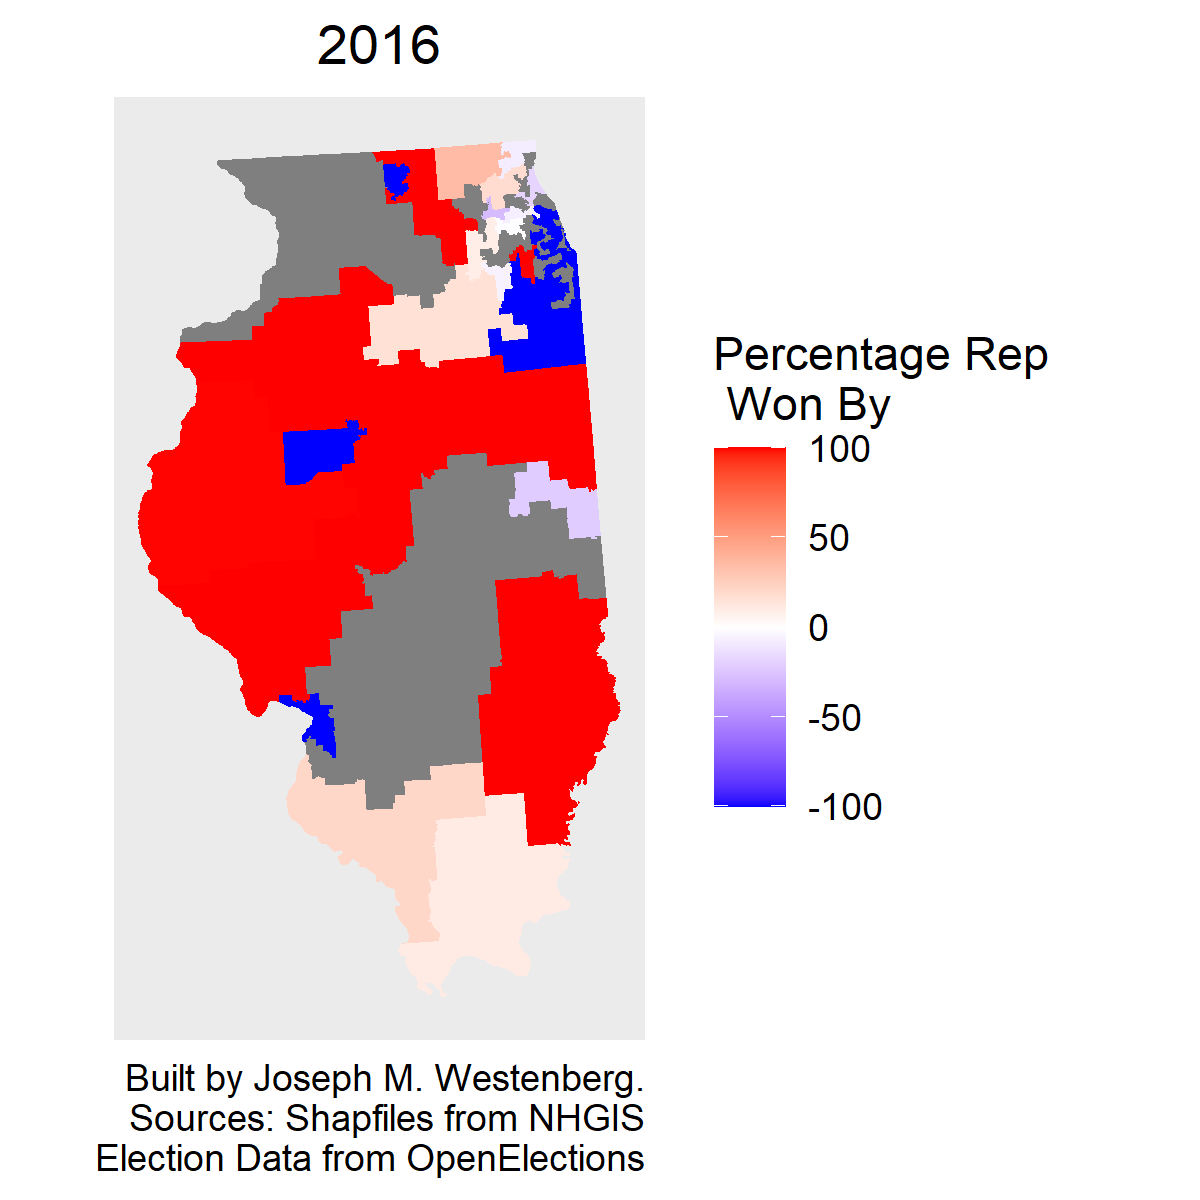 2016
Percentage Rep
Won By
100
50
0
-50
-100
Built by Joseph M. Westenberg.
Sources: Shapfiles from NHGIS
Election Data from OpenElections